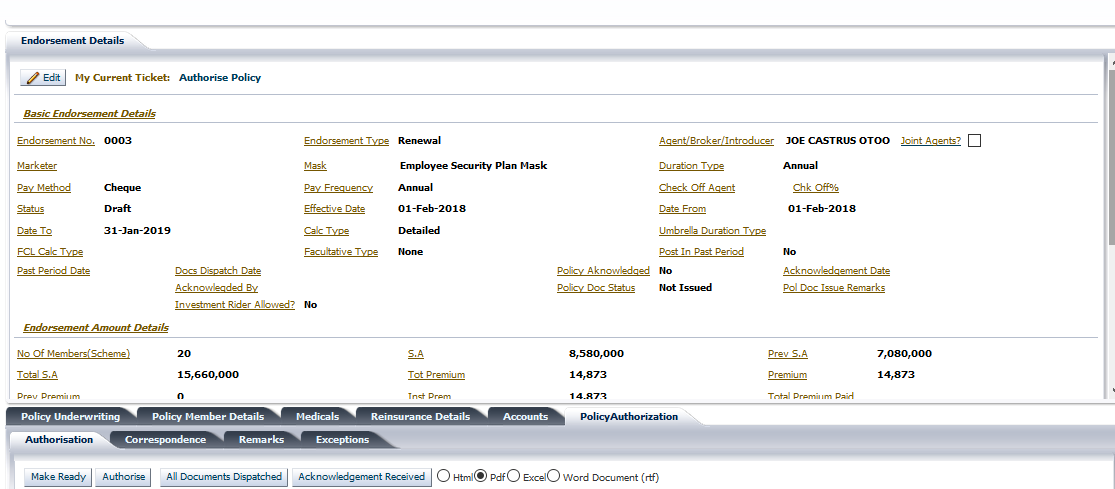 Endorsement Details
Edit My Current Ticket: Authorise Policy
Basic Endorsement Details
Endorsement No. 0003 Endorsement Type Renewal Agent/Broker/Introducer JOE CASTRUS OTOO Joint Agents?
Marketer Mask Employee Security Plan Mask Duration Type Annual
Pay Method Cheque Pay Frequency Annual Check Off Agent Chk Off%
Status Draft Effective Date 01-Feb-2018 Date From 01-Feb-2018
Date To 31-Jan-2019 Calc Type Detailed Umbrella Duration Type
FCL Calc Type Facultative Type None Post In Past Period No
Past Period Date Docs Dispatch Date Policy Aknowledged No Acknowledgement Date
Acknowlegded By Policy Doc Status Not Issued Pol Doc Issue Remarks
Investment Rider Allowed? No
Endorsement Amount Details
No Of Members(Scheme) 20 S.A 8,580,000 Prev S.A 7,080,000
Total S.A 15,660,000 Tot Premium 14,873 Premium 14,873
Prev Premium 0 Inst Prem 14,873 Total Premium Paid
Policy Underwriting Policy Member Details Medicals Reinsurance Details Accounts PolicyAuthorization
Authorisation Correspondence Remarks Exceptions
Make Ready Authorise All Documents Dispatched Acknowledgement Received Html Pdf Excel Word Document (rtf)